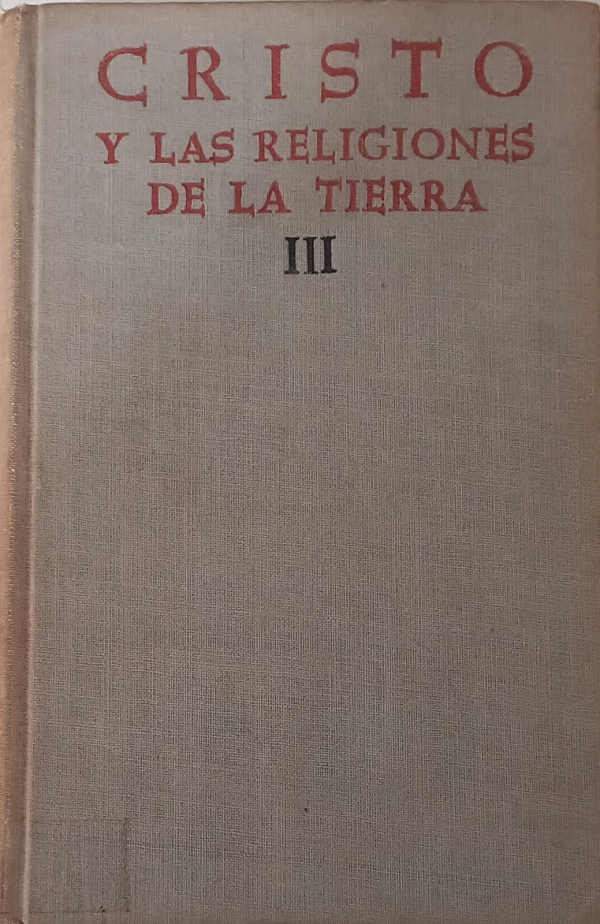 CRISTO
Y LAS RELIGIONES
DE LA TIERRA
III